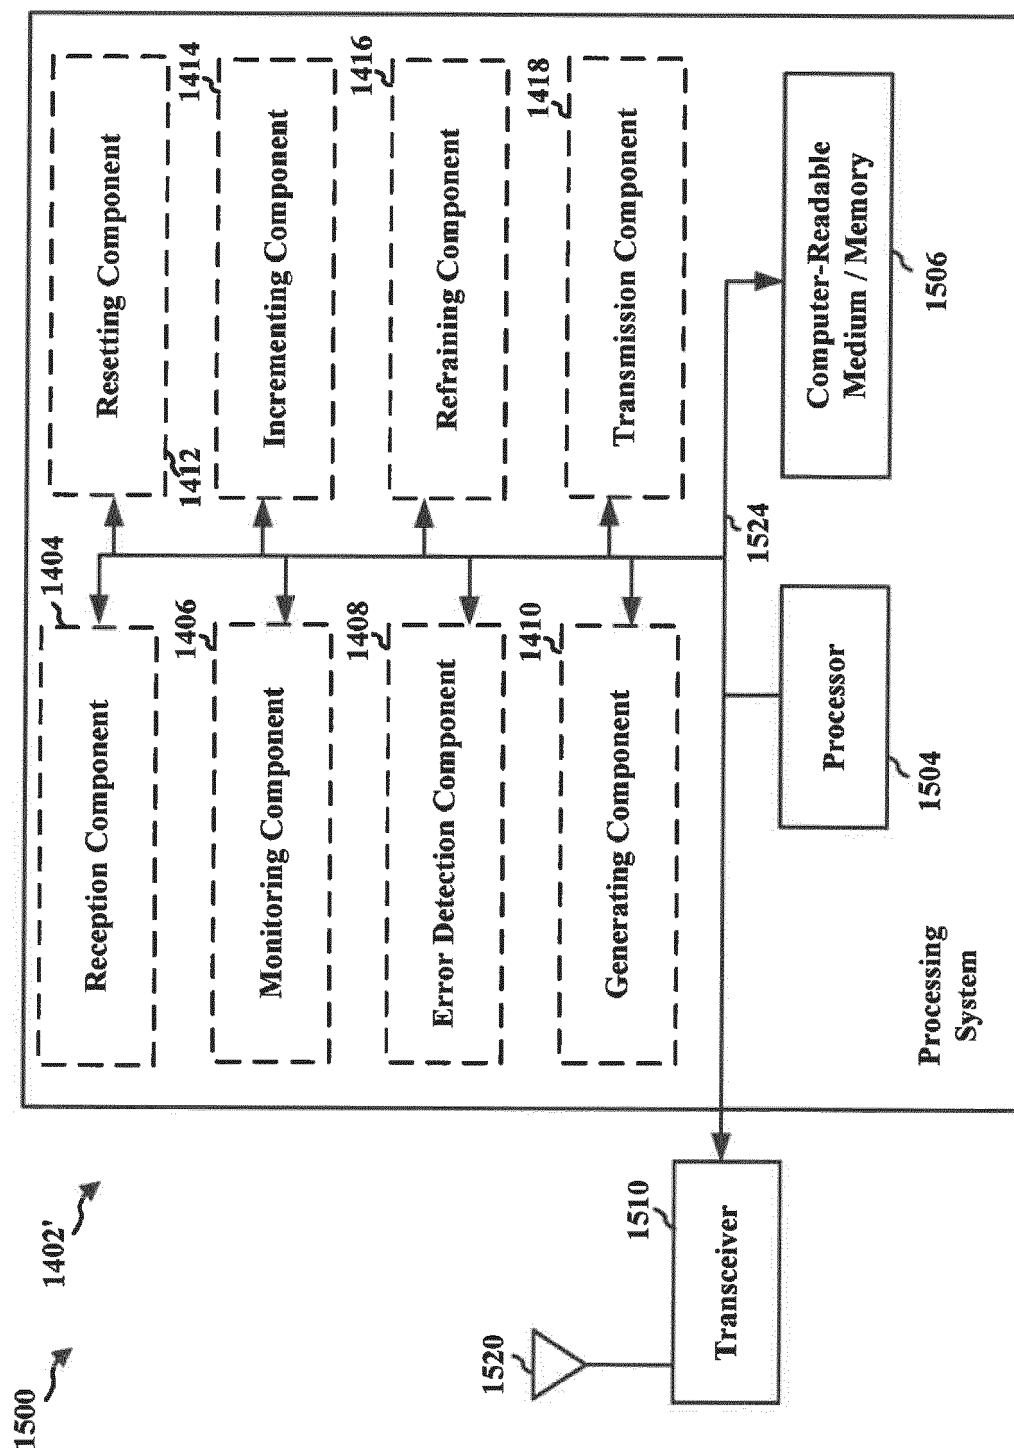 1500
1402'
1404
Reception Component
1406
Monitoring Component
1408
Error Detection Component
1410
Generating Component
Resetting Component
1412
1414
Incrementing Component
1416
Refraining Component
1418
Transmission Component
1520
1510
Transceiver
1524
Processor
1504
Computer-Readable
Medium / Memory
1506
Processing
System